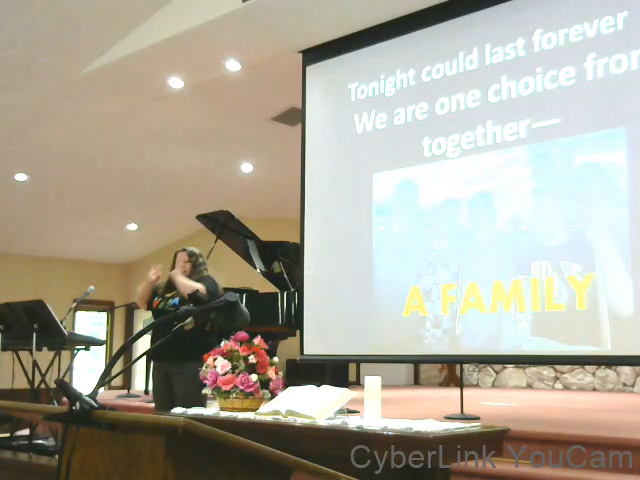 Tonight could last forever
We are one choice from
together—
A FAMILY
CyberLink YouCam